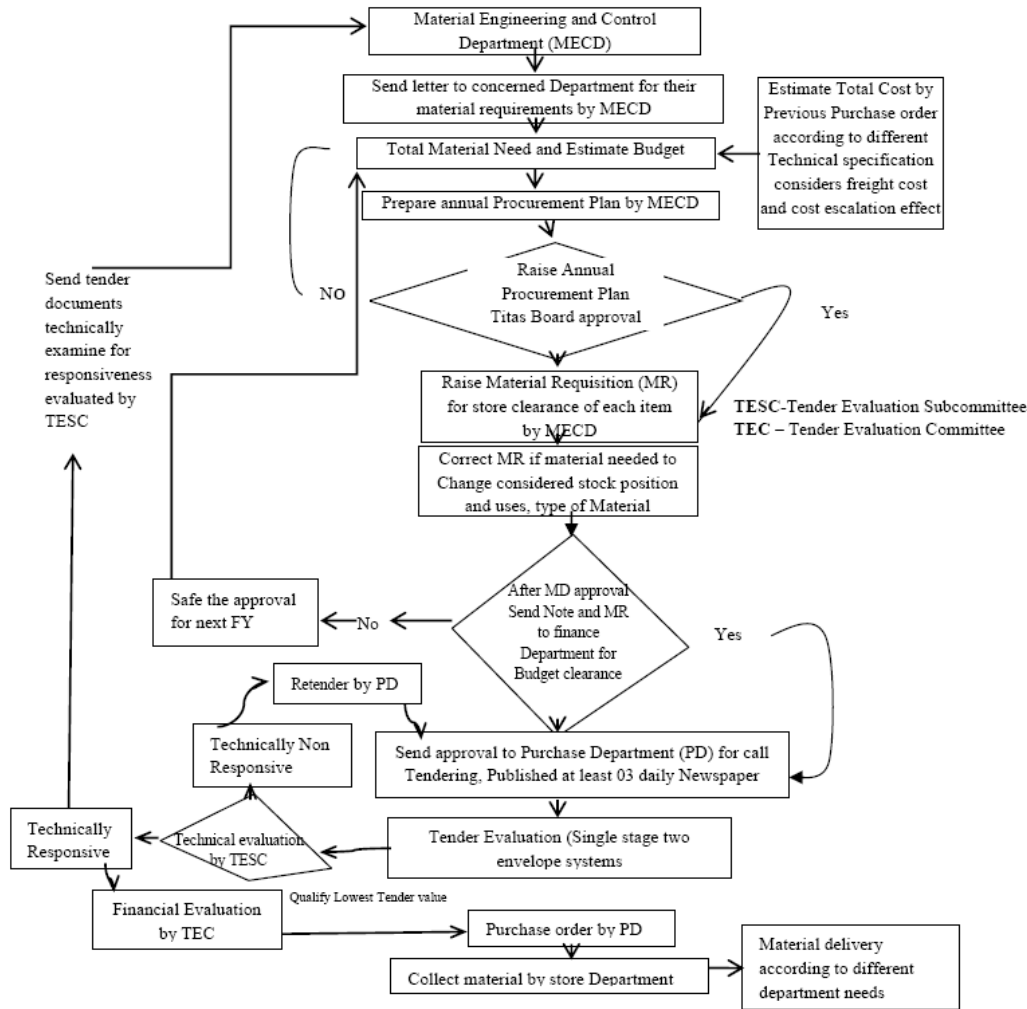 Material Engineering and Control
Department (MECD)
Send letter to concerned Department for their
material requirements by MECD
Estimate Total Cost by
Previous Purchase order
according to different
Technical specification
considers freight cost
and cost escalation effect
Total Material Need and Estimate Budget
Prepare annual Procurement Plan by MECD
Raise Annual
Procurement Plan
Titas Board approval
NO
Yes
Send tender
documents
technically
examine for
responsiveness
evaluated by
TESC
Raise Material Requisition (MR)
for store clearance of each item
by MECD
TESC-Tender Evaluation Subcommittee
TEC – Tender Evaluation Committee
Correct MR if material needed to
Change considered stock position
and uses, type of Material
After MD approval
Send Note and MR
to finance
Department for
Budget clearance
Safe the approval
for next FY
No
Yes
Retender by PD
Technically Non
Responsive
Send approval to Purchase Department (PD) for call
Tendering, Published at least 03 daily Newspaper
Technically
Responsive
Technical evaluation
by TESC
Tender Evaluation (Single stage two
envelope systems
Financial Evaluation
by TEC
Qualify Lowest Tender value
Purchase order by PD
Collect material by store Department
Material delivery
according to different
department needs